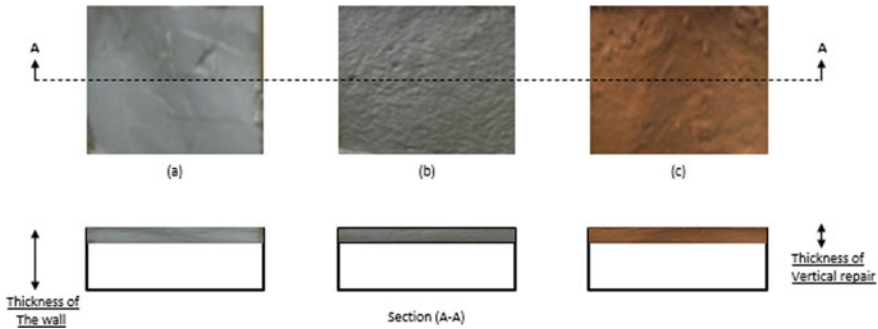 A
A
(a)
(b)
(c)
Thickness of
The wall
Section (A-A)
Thickness of
Vertical repair